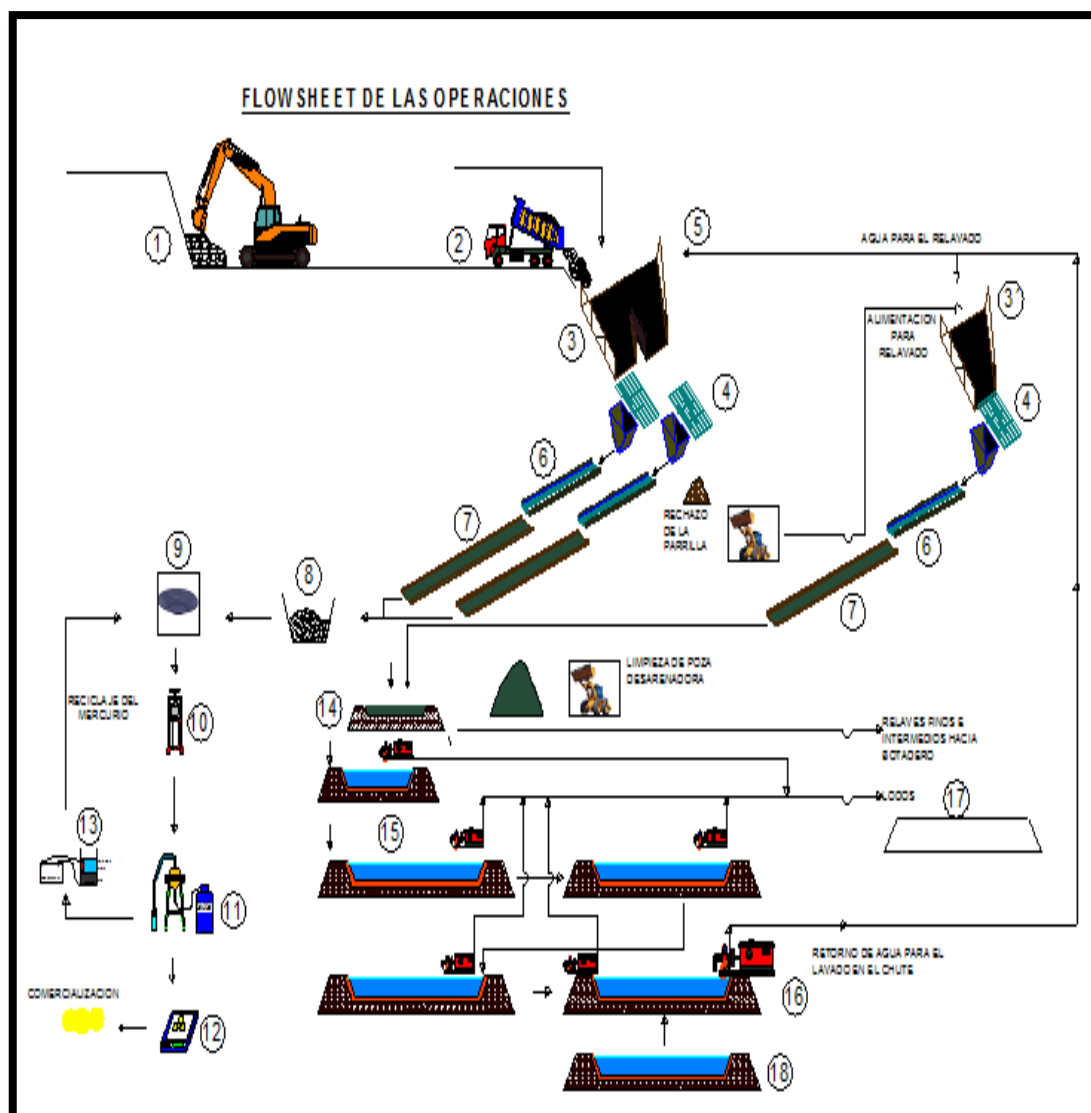 FLOWSHEET DE LAS OPERACIONES
1
2
5
AGUA PARA EL RELAVADO
3
3^
ALIMENTACION
PARA
RELAVADO
4
4
6
RECHAZO
DE LA
PARRILLA
7
6
9
8
7
LIMPIEZA DE POZA
DESARENADORA
RECICLAJE DEL
MERCURIO
14
10
RELAVES FINOS E
INTERMEDIOS HACIA
BOTADERO
LODOS
17
13
15
11
RETORNO DE AGUA PARA EL
LAVADO EN EL CHUTE
COMERCIALIZACION
16
12
18